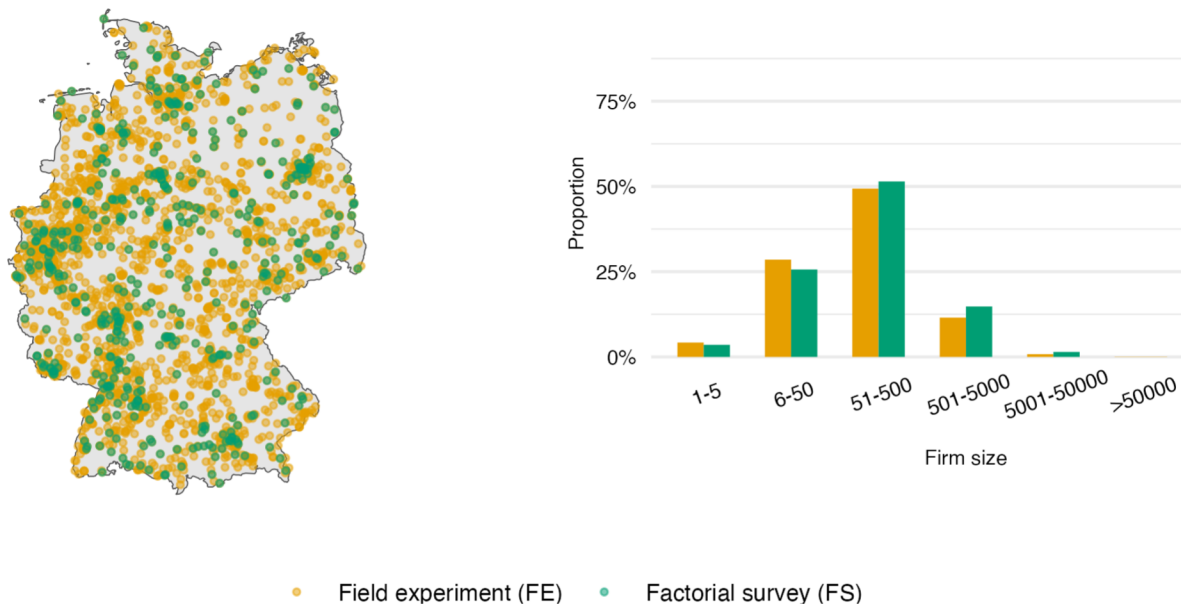 75%
50%
25%
0%
Proportion
1-5
6-50
51-500
501-5000
5001-50000
>50000
Firm size
Field experiment (FE)
Factorial survey (FS)